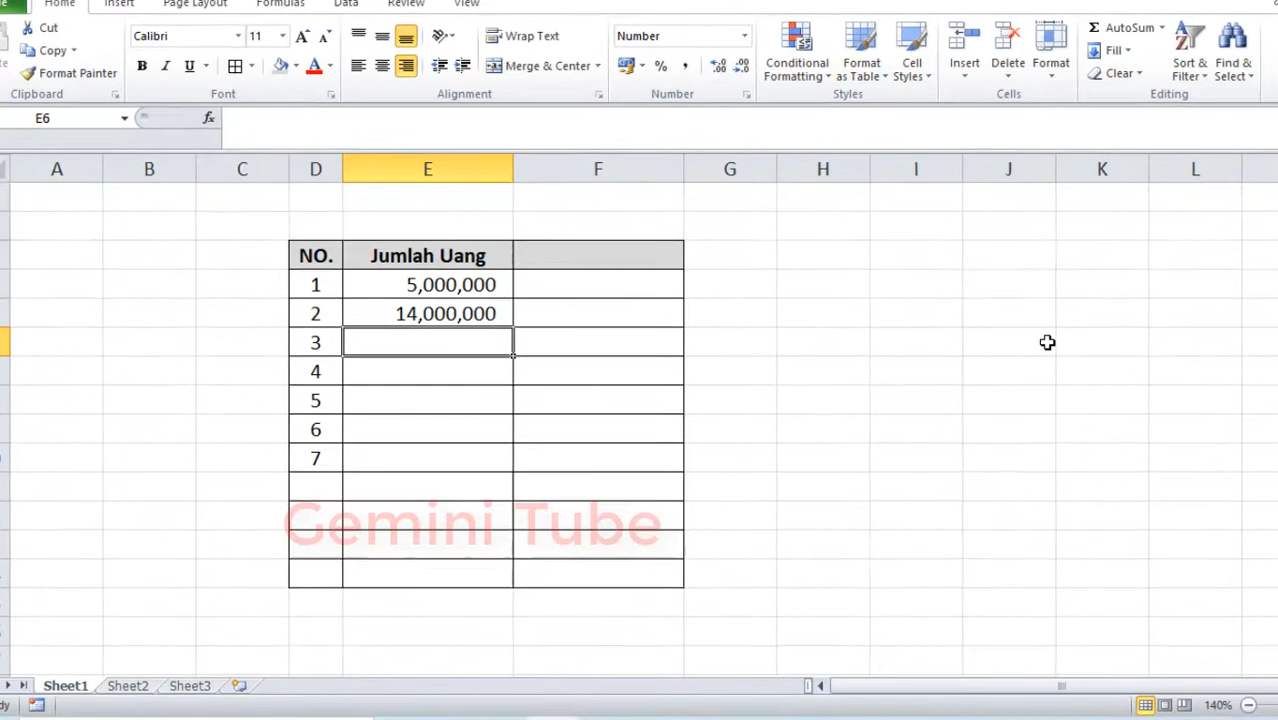 Home Insert Page Layout Formulas Data Review View
Cut
Copy
Format Painter
Clipboard
Calibri 11 A A
B I U A
Font
Wrap Text
Merge & Center
Alignment
Number
% ,
Number
Conditional Formatting
Format as Table
Cell Styles
Styles
Insert
Delete
Format
Cells
Σ AutoSum
Fill
Clear
Sort & Filter
Find & Select
Editing
E6 fx
A B C D E F G H I J K L
NO. Jumlah Uang
1 5,000,000
2 14,000,000
3
4
5
6
7
Gemini Tube
Sheet1 Sheet2 Sheet3
140%